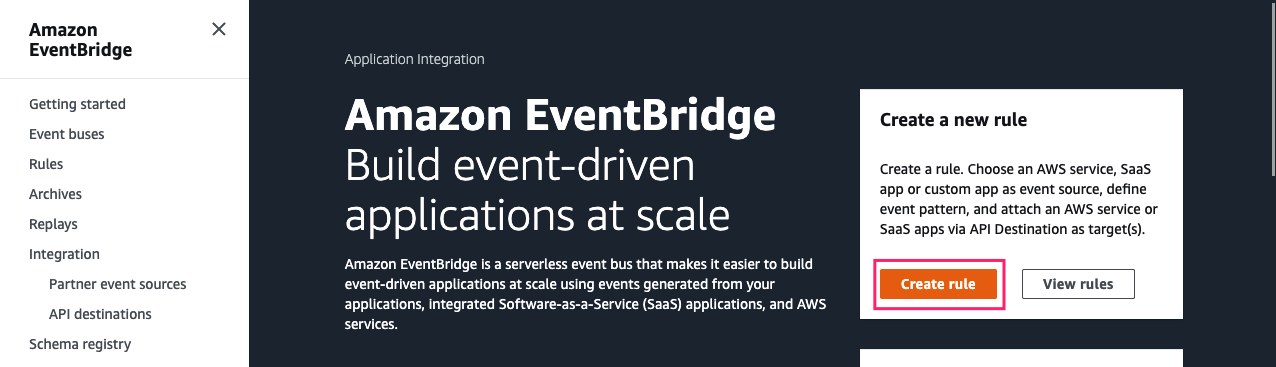 Amazon
EventBridge
Getting started
Event buses
Rules
Archives
Replays
Integration
Partner event sources
API destinations
Schema registry
Application Integration
Amazon EventBridge
Build event-driven
applications at scale
Amazon EventBridge is a serverless event bus that makes it easier to build
event-driven applications at scale using events generated from your
applications, integrated Software-as-a-Service (SaaS) applications, and AWS
services.
Create a new rule
Create a rule. Choose an AWS service, SaaS
app or custom app as event source, define
event pattern, and attach an AWS service or
SaaS apps via API Destination as target(s).
Create rule
View rules